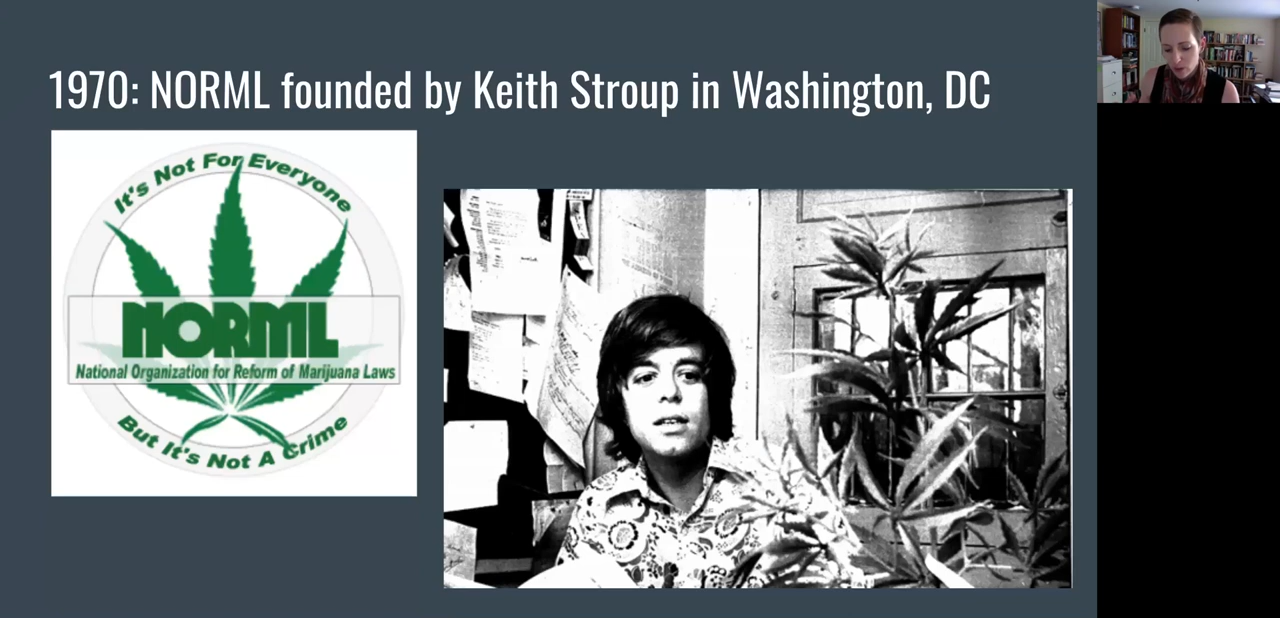 1970: NORML founded by Keith Stroup in Washington, DC
It's Not For Everyone
NORML
National Organization for Reform of Marijuana Laws
But It's Not A Crime